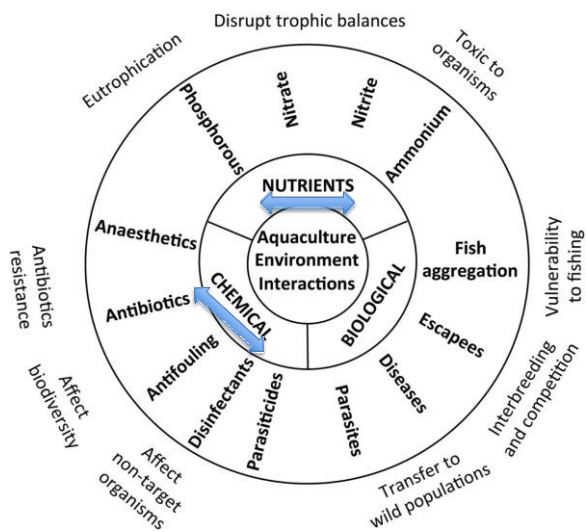 Disrupt trophic balances
Eutrophication
Toxic to
organisms
Phosphorous
Nitrate
Nitrite
Ammonium
NUTRIENTS
Aquaculture
Environment
Interactions
Anaesthetics
Antibiotics
resistance
Antibiotics
CHEMICAL
BIOLOGICAL
Fish
aggregation
Vulnerability
to fishing
Escapees
Antifouling
Disinfectants
Parasiticides
Parasites
Diseases
Affect
biodiversity
Affect
non-target
organisms
Transfer to
wild populations
Interbreeding
and competition